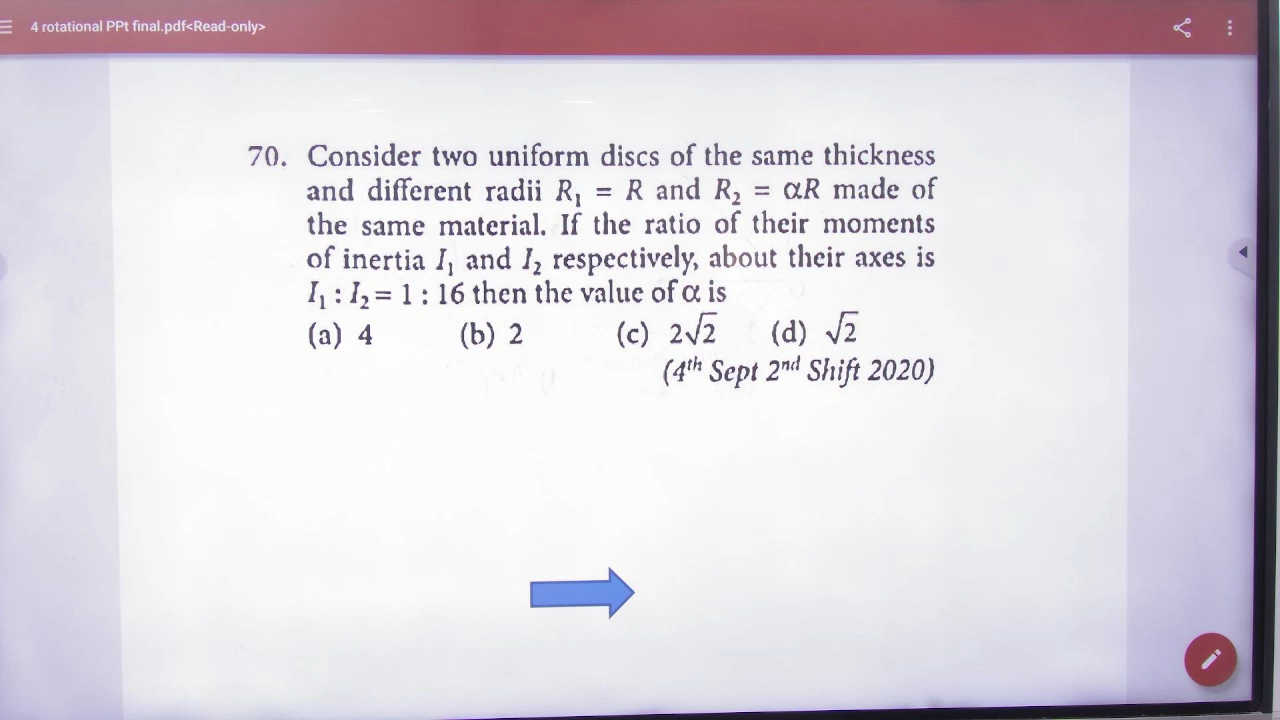 4 rotational PPt final.pdf<Read-only>
70. Consider two uniform discs of the same thickness
and different radii R₁ = R and R₂ = αR made of
the same material. If the ratio of their moments
of inertia I₁ and I₂ respectively, about their axes is
I₁ : I₂ = 1 : 16 then the value of α is
(a) 4 (b) 2 (c) 2√2 (d) √2
(4ᵗʰ Sept 2ⁿᵈ Shift 2020)